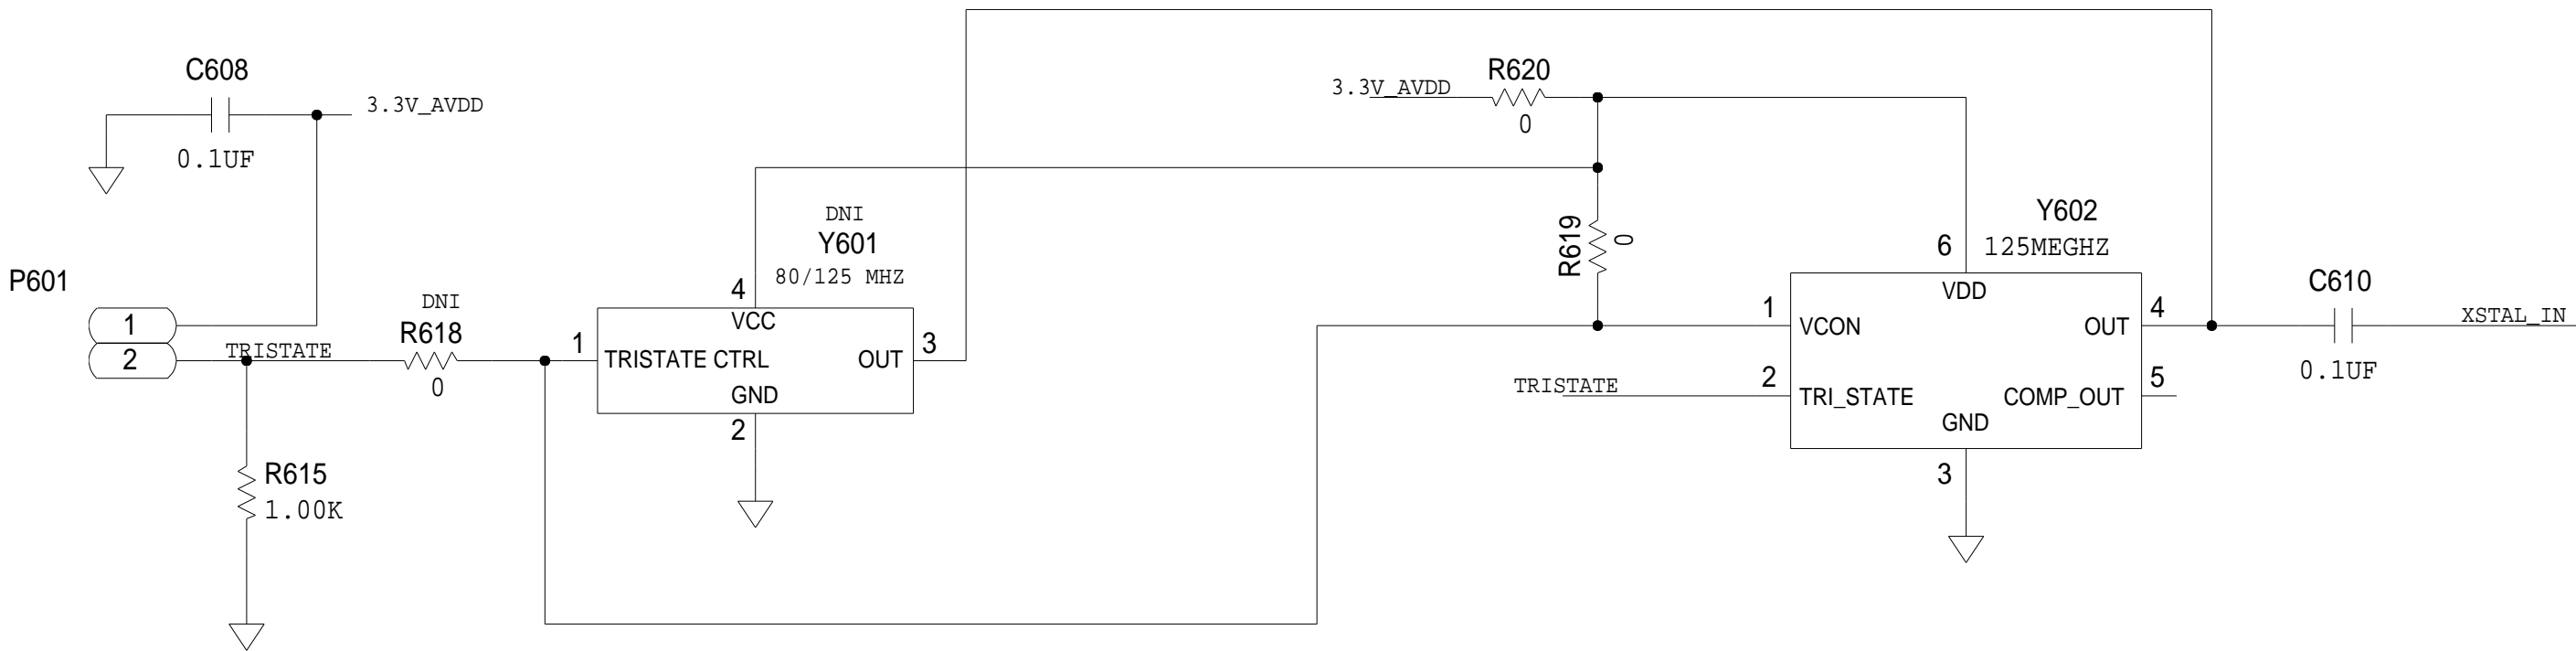 C608
3.3V_AVDD
0.1UF
R620
3.3V_AVDD
0
DNI
Y601
80/125 MHZ
R619
0
Y602
125MEGHZ
P601
1
2
TRISTATE
DNI
R618
0
4
VCC
1
TRISTATE CTRL
OUT
3
GND
2
R615
1.00K
6
VDD
1
VCON
OUT
4
TRISTATE
2
TRI_STATE
COMP_OUT
5
GND
3
C610
0.1UF
XSTAL_IN